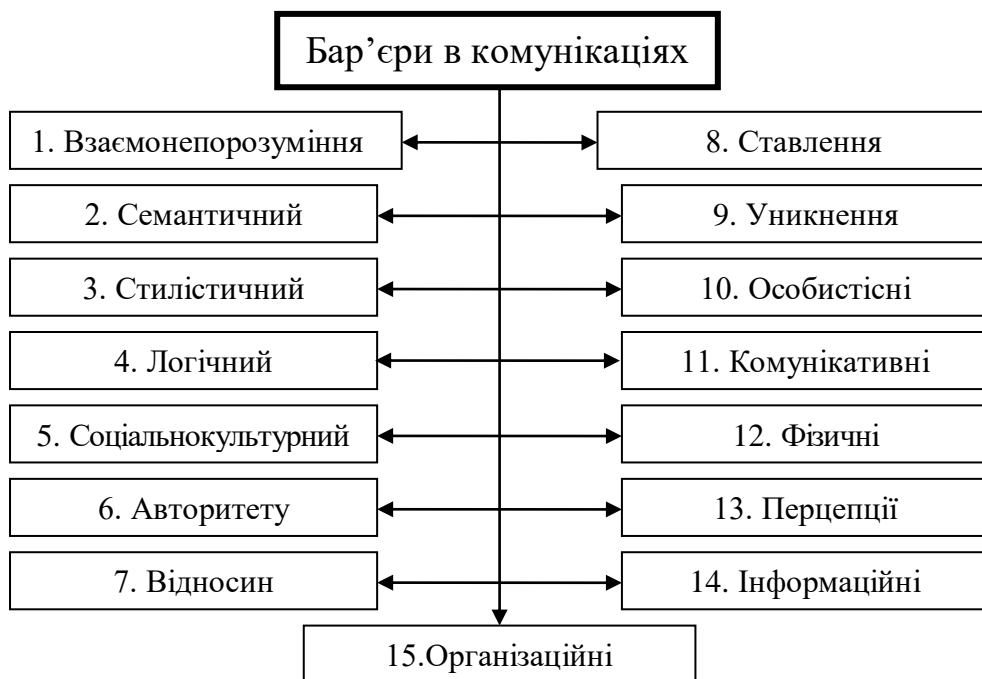 Бар’єри в комунікаціях
1. Взаємонепорозуміння
8. Ставлення
2. Семантичний
9. Уникнення
3. Стилістичний
10. Особистісні
4. Логічний
11. Комунікативні
5. Соціальнокультурний
12. Фізичні
6. Авторитету
13. Перцепції
7. Відносин
14. Інформаційні
15.Організаційні